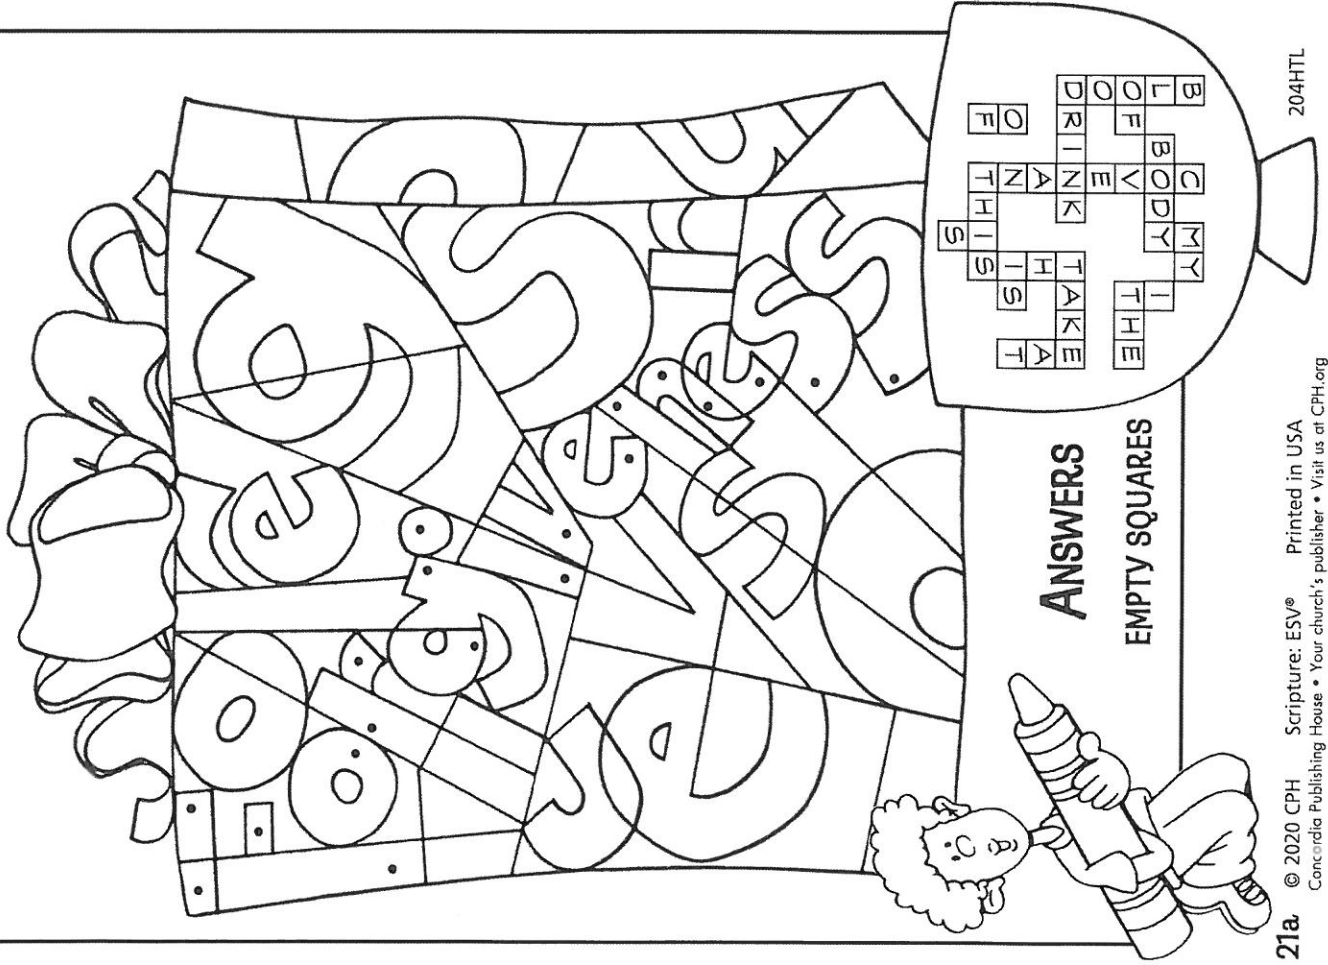 B C MY
L BODY I
OF V THE
O E
DRINK TAKE
A H A
O N IS T
F THIS
S
ANSWERS
EMPTY SQUARES
21a © 2020 CPH Scripture: ESV® Printed in USA 204HTL
Concordia Publishing House • Your church's publisher • Visit us at CPH.org